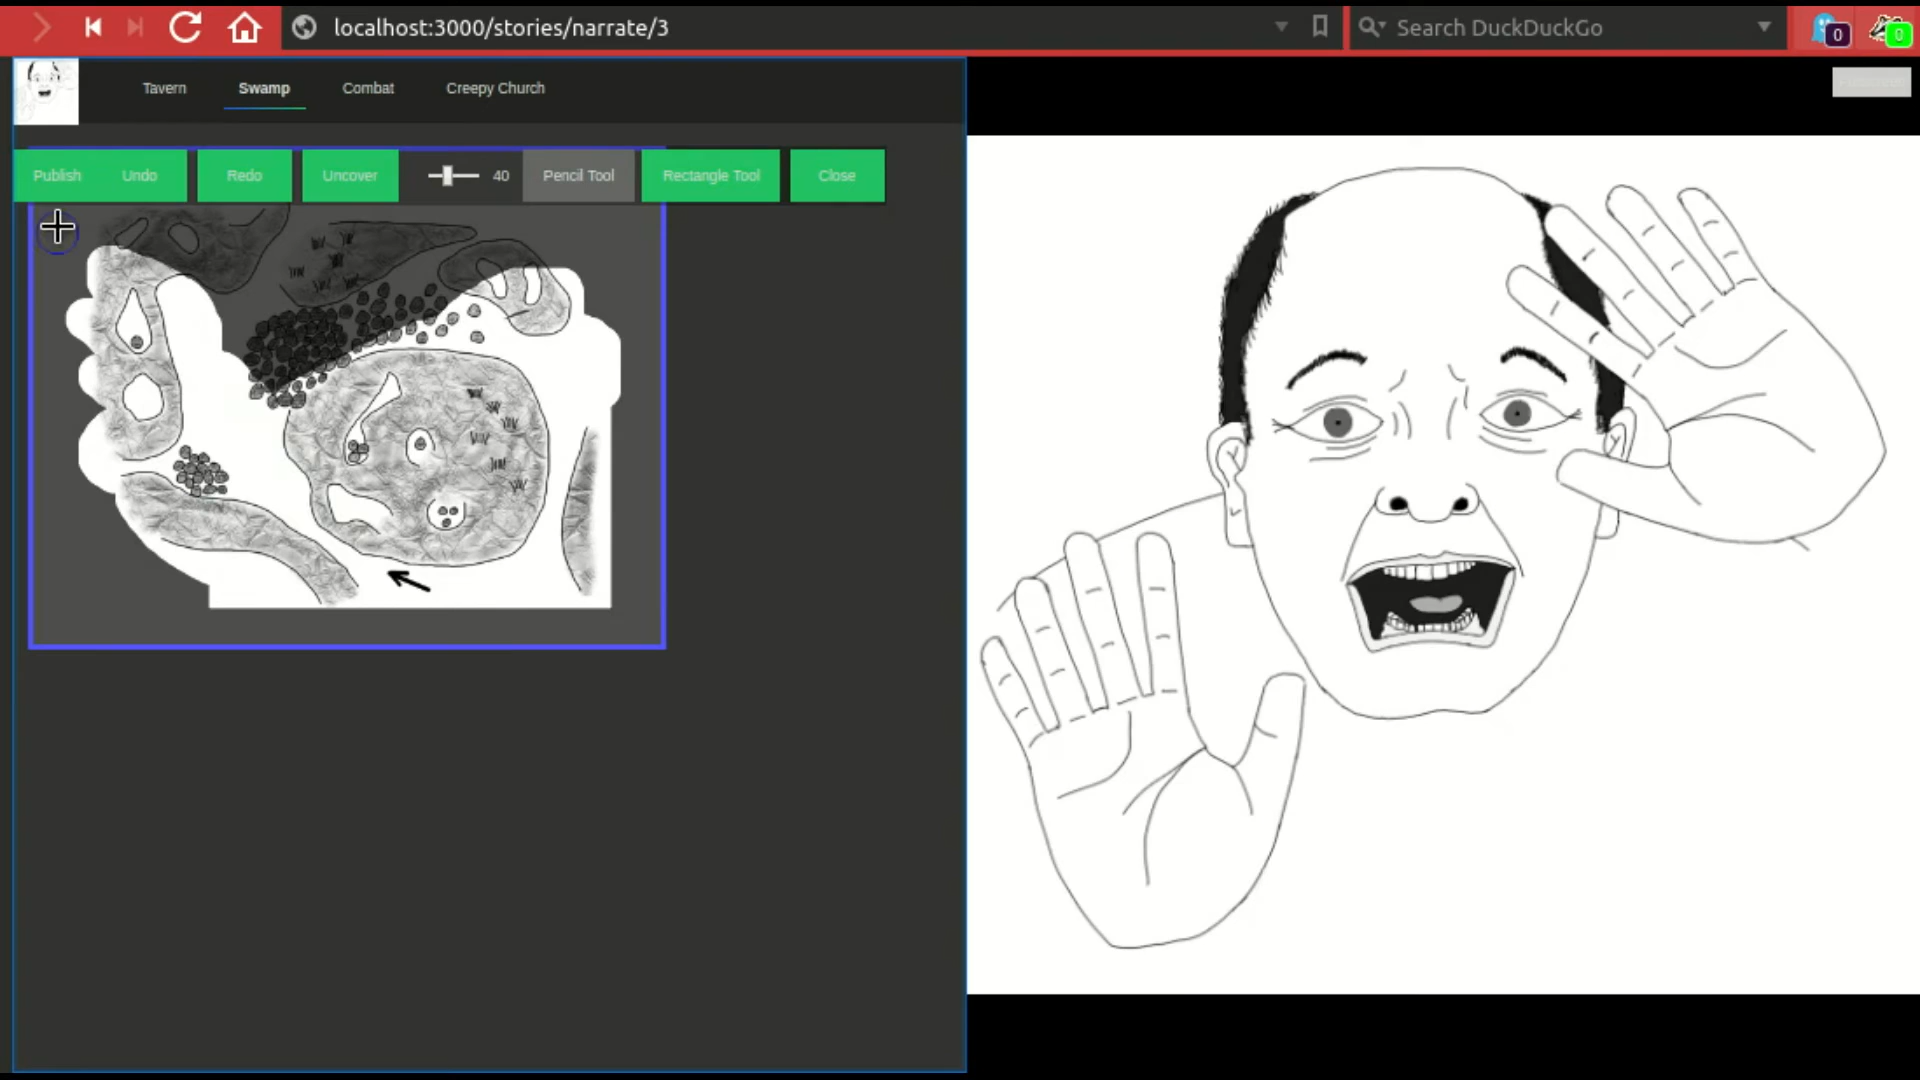 localhost:3000/stories/narrate/3
Search DuckDuckGo
0
0
Tavern Swamp Combat Creepy Church
Publish Undo Redo Uncover 40 Pencil Tool Rectangle Tool Close